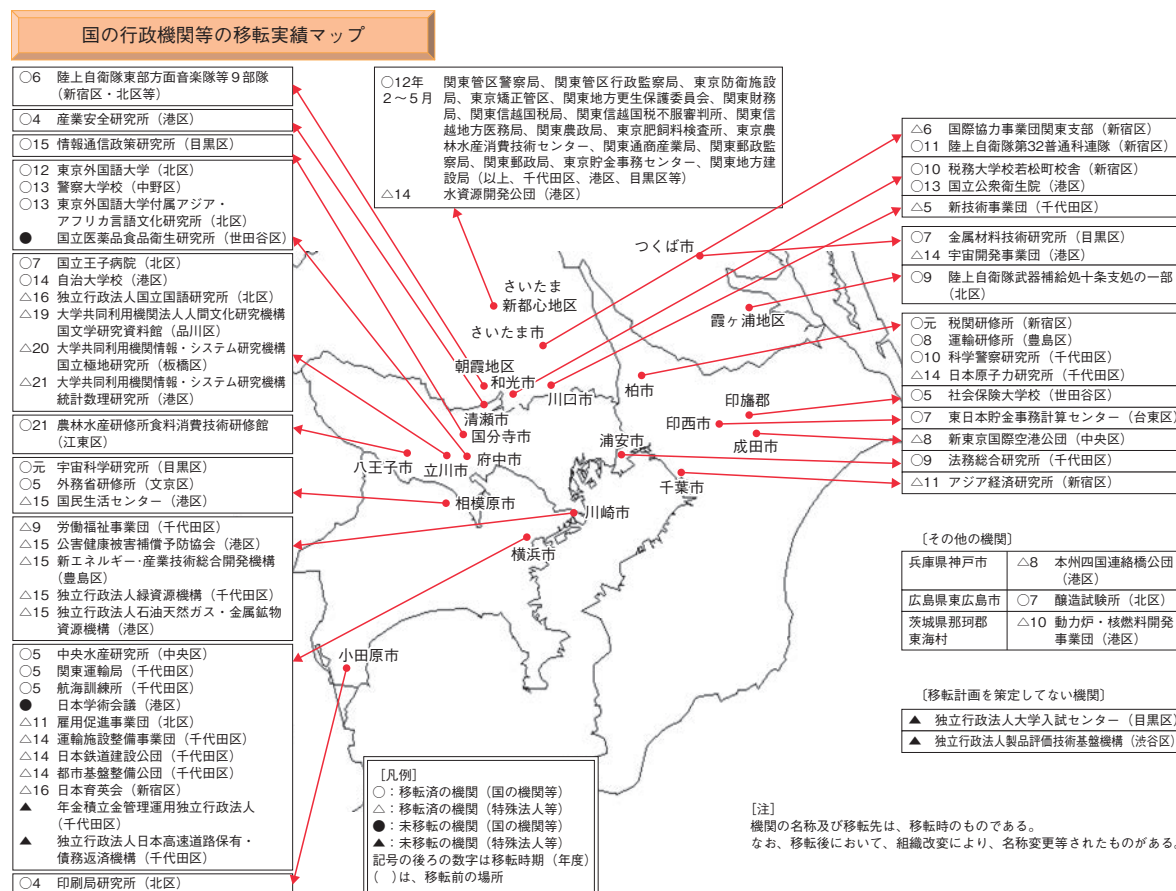 国の行政機関等の移転実績マップ
○6 陸上自衛隊東部方面音楽隊等９部隊
（新宿区・北区等）
○4 産業安全研究所（港区）
○15 情報通信政策研究所（目黒区）
○12 東京外国語大学（北区）
○13 警察大学校（中野区）
○13 東京外国語大学付属アジア・
アフリカ言語文化研究所（北区）
● 国立医薬品食品衛生研究所（世田谷区）
○7 国立王子病院（北区）
○14 自治大学校（港区）
△16 独立行政法人国立国語研究所（北区）
△19 大学共同利用機関法人人間文化研究機構
国文学研究資料館（品川区）
△20 大学共同利用機関情報・システム研究機構
国立極地研究所（板橋区）
△21 大学共同利用機関情報・システム研究機構
統計数理研究所（港区）
○21 農林水産研修所食料消費技術研修館
（江東区）
○元 宇宙科学研究所（目黒区）
○5 外務省研修所（文京区）
△15 国民生活センター（港区）
△9 労働福祉事業団（千代田区）
△15 公害健康被害補償予防協会（港区）
△15 新エネルギー・産業技術総合開発機構
（豊島区）
△15 独立行政法人緑資源機構（千代田区）
△15 独立行政法人石油天然ガス・金属鉱物
資源機構（港区）
○5 中央水産研究所（中央区）
○5 関東運輸局（千代田区）
○5 航海訓練所（千代田区）
● 日本学術会議（港区）
△11 雇用促進事業団（北区）
△14 運輸施設整備事業団（千代田区）
△14 日本鉄道建設公団（千代田区）
△14 都市基盤整備公団（千代田区）
△16 日本育英会（新宿区）
▲ 年金積立金管理運用独立行政法人
（千代田区）
▲ 独立行政法人日本高速道路保有・
債務返済機構（千代田区）
○4 印刷局研究所（北区）
○12年 関東管区警察局、関東管区行政監察局、東京防衛施設
２～５月 局、東京矯正管区、関東地方更生保護委員会、関東財務
局、関東信越国税局、関東信越国税不服審判所、関東信
越地方医務局、関東農政局、東京肥飼料検査所、東京農
林水産消費技術センター、関東通商産業局、関東郵政監
察局、関東郵政局、東京貯金事務センター、関東地方建
設局（以上、千代田区、港区、目黒区等）
△14 水資源開発公団（港区）
つくば市
さいたま
新都心地区
さいたま市
霞ヶ浦地区
朝霞地区
和光市
川口市
柏市
清瀬市
国分寺市
印旛郡
印西市
成田市
浦安市
八王子市
立川市
府中市
千葉市
相模原市
川崎市
横浜市
小田原市
△6 国際協力事業団関東支部（新宿区）
○11 陸上自衛隊第32普通科連隊（新宿区）
○10 税務大学校若松町校舎（新宿区）
○13 国立公衆衛生院（港区）
△5 新技術事業団（千代田区）
○7 金属材料技術研究所（目黒区）
△14 宇宙開発事業団（港区）
○9 陸上自衛隊武器補給処十条支処の一部
（北区）
○元 税関研修所（新宿区）
○8 運輸研修所（豊島区）
○10 科学警察研究所（千代田区）
△14 日本原子力研究所（千代田区）
○5 社会保険大学校（世田谷区）
○7 東日本貯金事務計算センター（台東区）
△8 新東京国際空港公団（中央区）
○9 法務総合研究所（千代田区）
△11 アジア経済研究所（新宿区）
［その他の機関］
兵庫県神戸市 △8 本州四国連絡橋公団
（港区）
広島県東広島市 ○7 醸造試験所（北区）
茨城県那珂郡 △10 動力炉・核燃料開発
東海村 事業団（港区）
［移転計画を策定してない機関］
▲ 独立行政法人大学入試センター（目黒区）
▲ 独立行政法人製品評価技術基盤機構（渋谷区）
［凡例］
○：移転済の機関（国の機関等）
△：移転済の機関（特殊法人等）
●：未移転の機関（国の機関等）
▲：未移転の機関（特殊法人等）
記号の後ろの数字は移転時期（年度）
（ ）は、移転前の場所
［注］
機関の名称及び移転先は、移転時のものである。
なお、移転後において、組織改変により、名称変更等されたものがある。